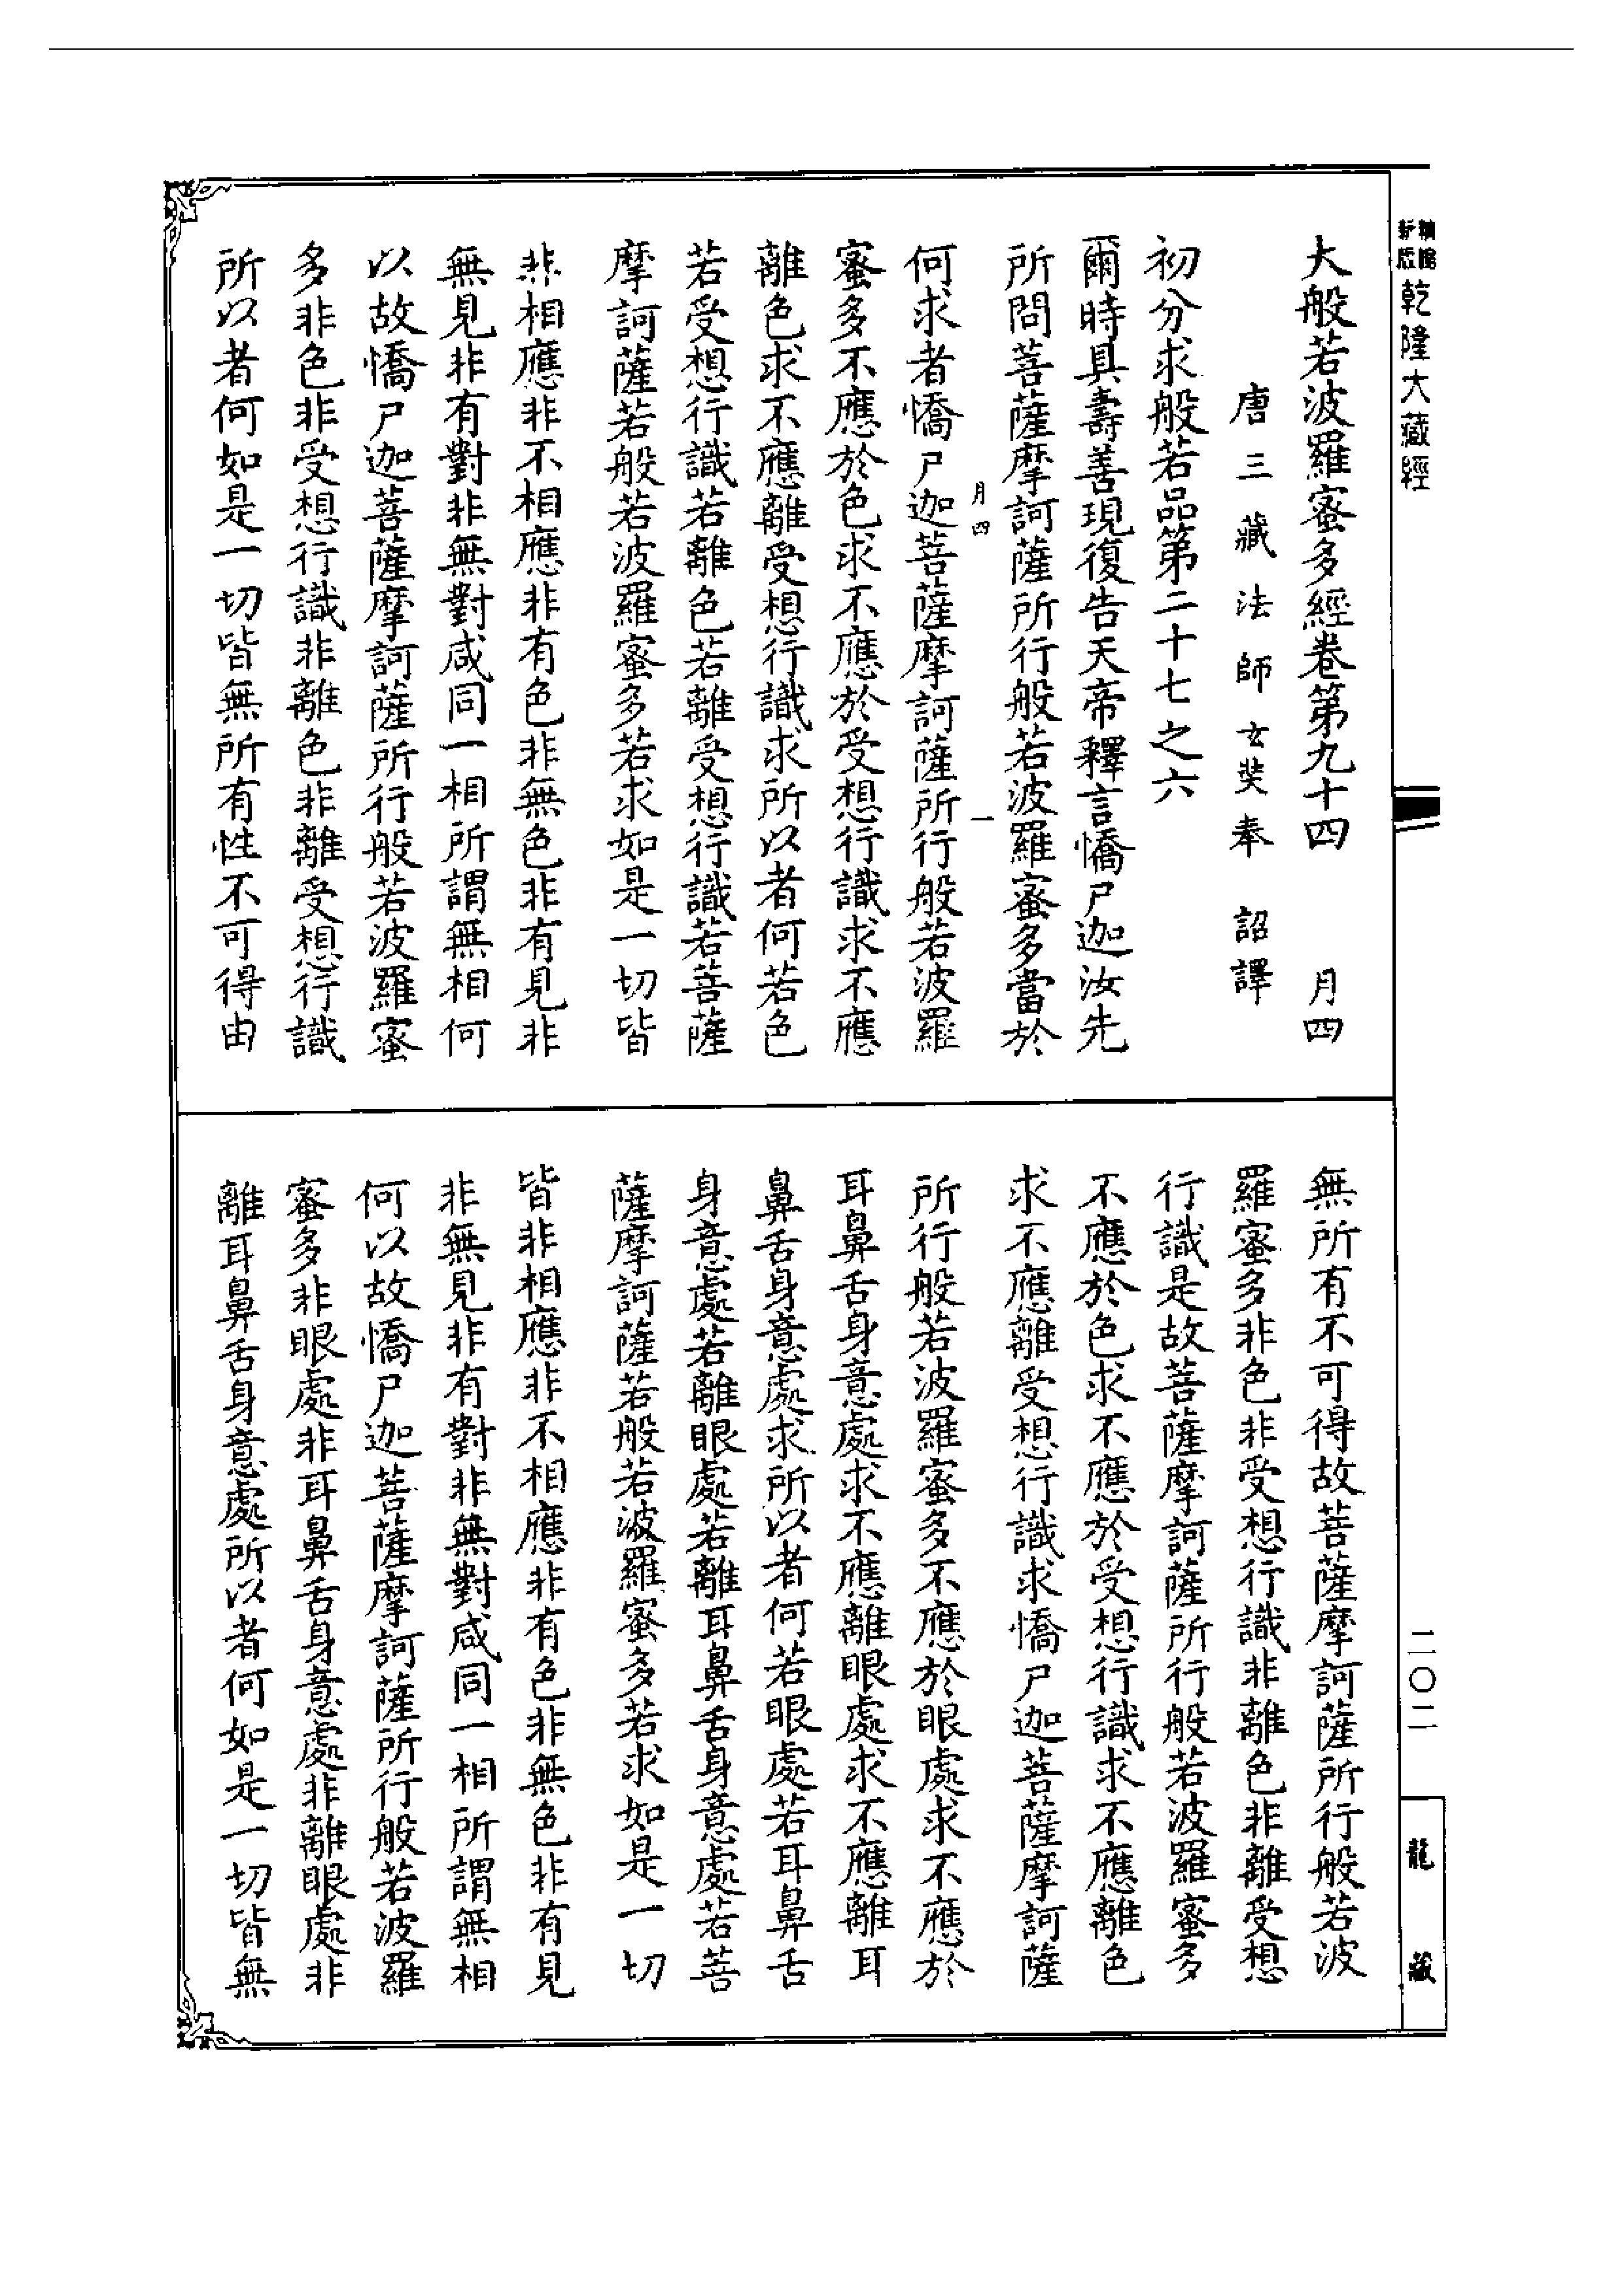 精縮
新版
乾隆大藏經
大般若波羅蜜多經卷第九十四 月四
唐三藏法師玄奘奉 詔譯
初分求般若品第二十七之六
爾時具壽善現復告天帝釋言憍尸迦汝先
所問菩薩摩訶薩所行般若波羅蜜多當於
月四 一
何求者憍尸迦菩薩摩訶薩所行般若波羅
蜜多不應於色求不應於受想行識求不應
離色求不應離受想行識求所以者何若色
若受想行識若離色若離受想行識若菩薩
摩訶薩若般若波羅蜜多若求如是一切皆
非相應非不相應非有色非無色非有見非
無見非有對非無對咸同一相所謂無相何
以故憍尸迦菩薩摩訶薩所行般若波羅蜜
多非色非受想行識非離色非離受想行識
所以者何如是一切皆無所有性不可得由
無所有不可得故菩薩摩訶薩所行般若波
羅蜜多非色非受想行識非離色非離受想
行識是故菩薩摩訶薩所行般若波羅蜜多
不應於色求不應於受想行識求不應離色
求不應離受想行識求憍尸迦菩薩摩訶薩
所行般若波羅蜜多不應於眼處求不應於
耳鼻舌身意處求不應離眼處求不應離耳
鼻舌身意處求所以者何若眼處若耳鼻舌
身意處若離眼處若離耳鼻舌身意處若菩
薩摩訶薩若般若波羅蜜多若求如是一切
皆非相應非不相應非有色非無色非有見
非無見非有對非無對咸同一相所謂無相
何以故憍尸迦菩薩摩訶薩所行般若波羅
蜜多非眼處非耳鼻舌身意處非離眼處非
離耳鼻舌身意處所以者何如是一切皆無
二〇二
龍藏